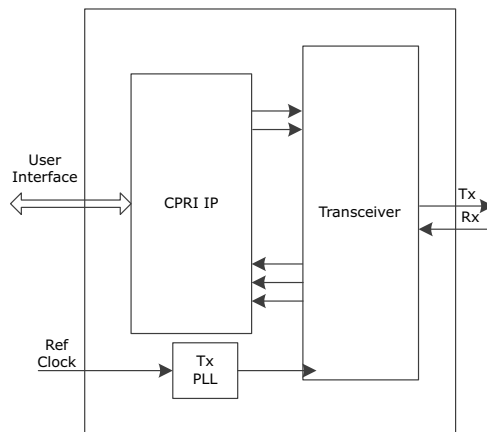 User
Interface
CPRI IP
Transceiver
Tx
Rx
Ref
Clock
Tx
PLL